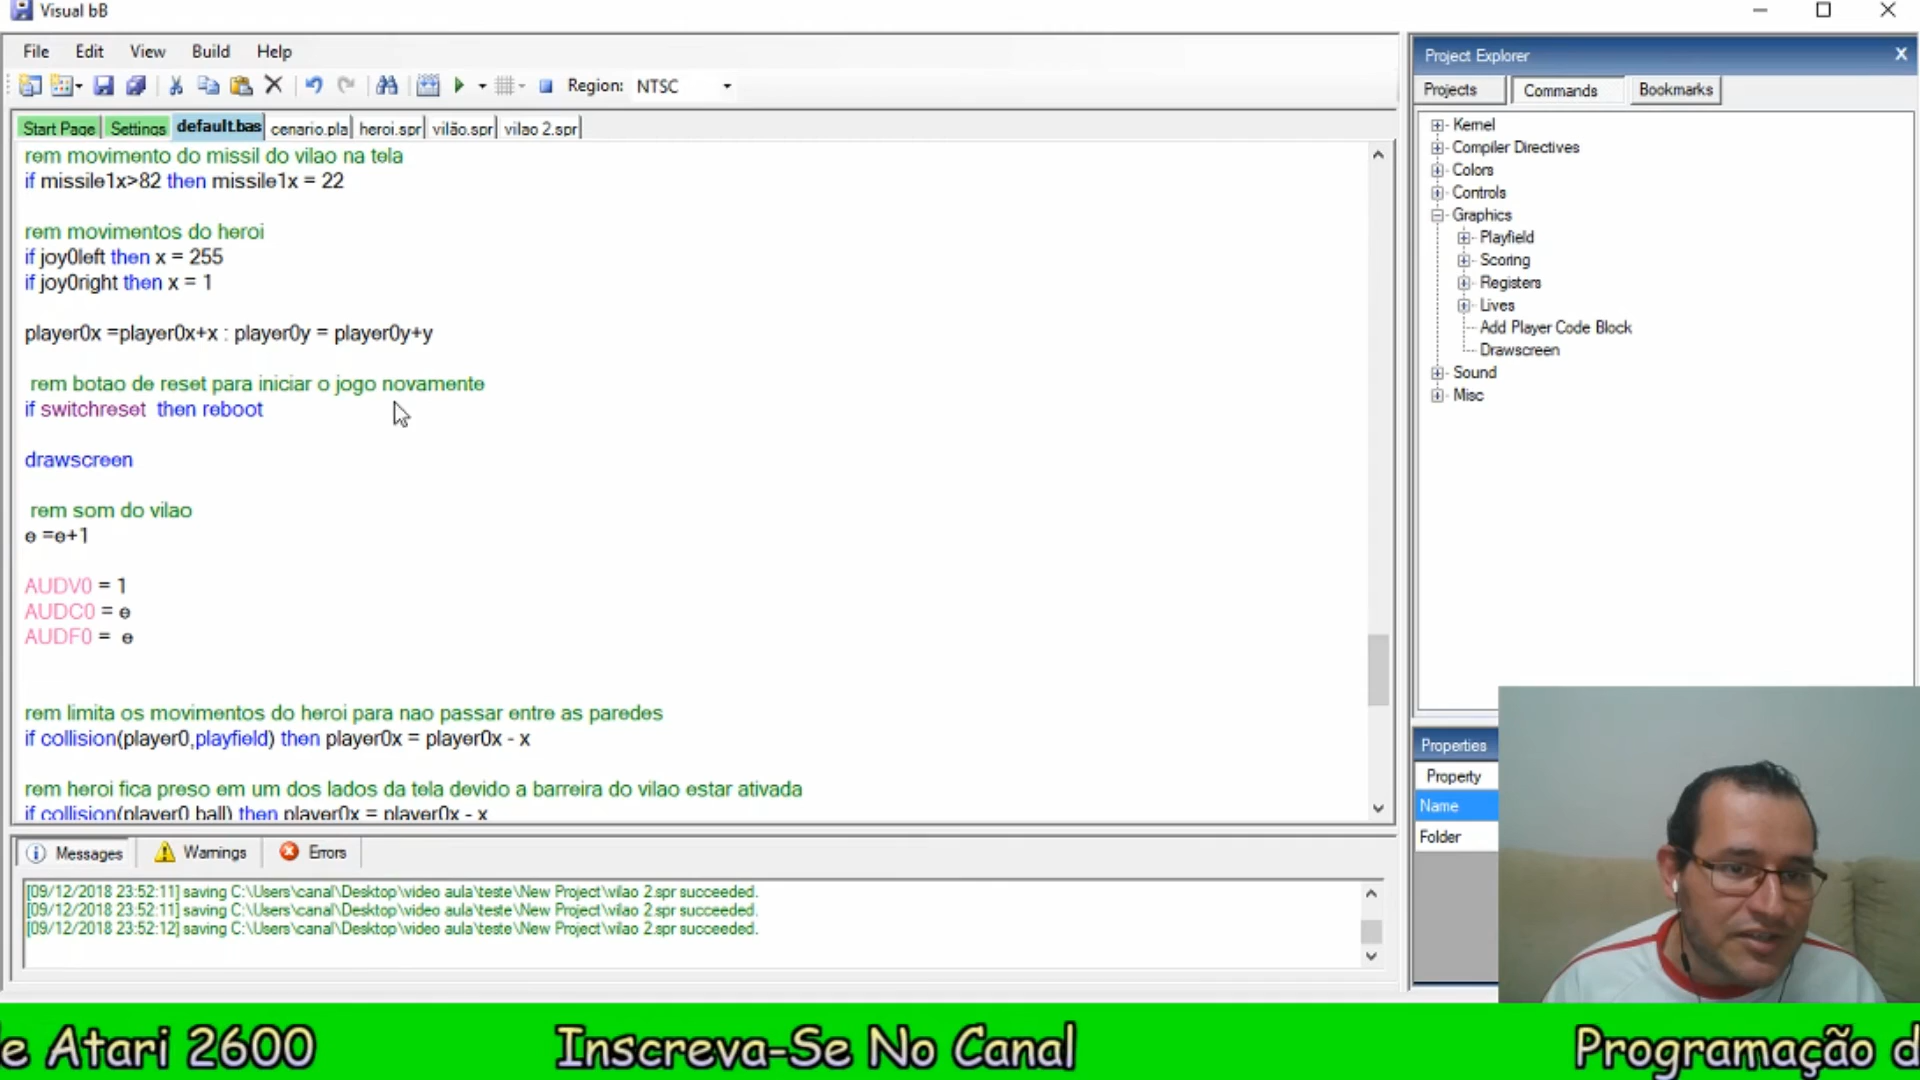 Visual bB
File Edit View Build Help
Region: NTSC
Start Page Settings default.bas cenario.pla heroi.spr vilão.spr vilao 2.spr
rem movimento do missil do vilao na tela
if missile1x>82 then missile1x = 22
rem movimentos do heroi
if joy0left then x = 255
if joy0right then x = 1
player0x =player0x+x : player0y = player0y+y
rem botao de reset para iniciar o jogo novamente
if switchreset then reboot
drawscreen
rem som do vilao
e =e+1
AUDV0 = 1
AUDC0 = e
AUDF0 = e
rem limita os movimentos do heroi para nao passar entre as paredes
if collision(player0,playfield) then player0x = player0x - x
rem heroi fica preso em um dos lados da tela devido a barreira do vilao estar ativada
if collision(player0,ball) then player0x = player0x - x
Messages Warnings Errors
[09/12/2018 23:52:11] saving C:\Users\canal\Desktop\video aula\teste\New Project\vilao 2.spr succeeded.
[09/12/2018 23:52:11] saving C:\Users\canal\Desktop\video aula\teste\New Project\vilao 2.spr succeeded.
[09/12/2018 23:52:12] saving C:\Users\canal\Desktop\video aula\teste\New Project\vilao 2.spr succeeded.
Project Explorer
Projects Commands Bookmarks
Kernel
Compiler Directives
Colors
Controls
Graphics
Playfield
Scoring
Registers
Lives
Add Player Code Block
Drawscreen
Sound
Misc
Properties
Property
Name
Folder
e Atari 2600 Inscreva-Se No Canal Programação d